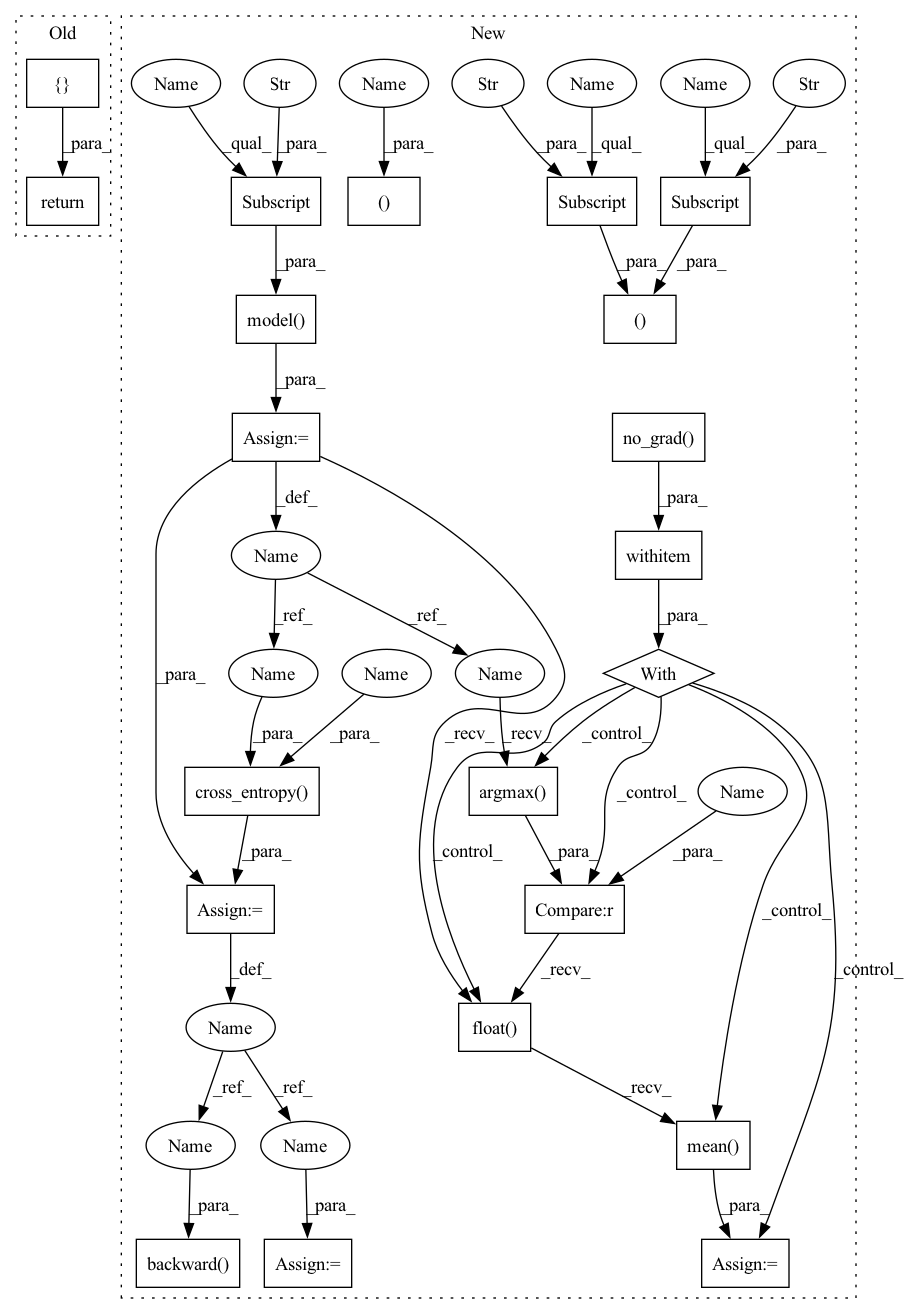 Old
New
{}
Name
Str
Name
Str
Name
Name
Str
_para_
_qual_
_para_
_para_
_para_
_qual_
_qual_
_para_
return
Subscript
()
Subscript
Subscript
_para_
_para_
_para_
model()
()
_para_
Assign:=
no_grad()
_def_
_para_
Name
withitem
_ref_
_ref_
_para_
Name
Name
Name
With
_para_
_para_
_para_
_recv_
_recv_
_control_
cross_entropy()
argmax()
Name
_control_
_para_
_control_
_para_
_para_
Assign:=
Compare:r
_control_
_def_
_recv_
_control_
Name
float()
_ref_
_ref_
_recv_
Name
Name
mean()
_para_
_para_
_para_
backward()
Assign:=
Assign:=